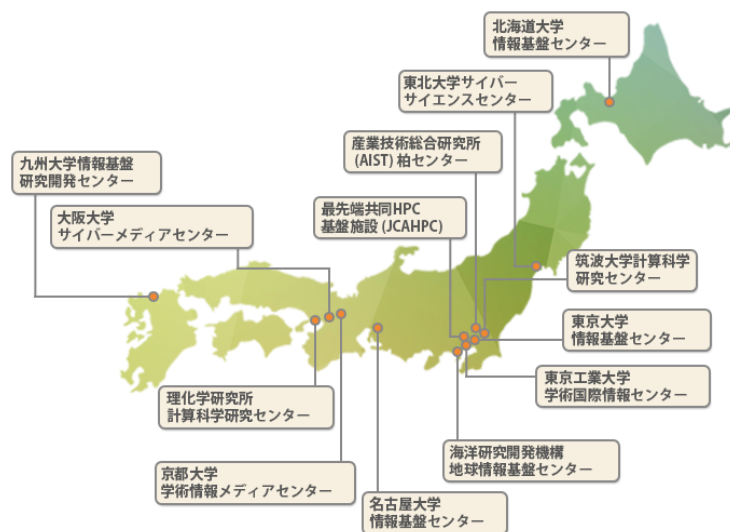 北海道大学
情報基盤センター
東北大学サイバー
サイエンスセンター
産業技術総合研究所
(AIST) 柏センター
九州大学情報基盤
研究開発センター
大阪大学
サイバーメディアセンター
最先端共同HPC
基盤施設 (JCAHPC)
筑波大学計算科学
研究センター
東京大学
情報基盤センター
東京工業大学
学術国際情報センター
理化学研究所
計算科学研究センター
海洋研究開発機構
地球情報基盤センター
京都大学
学術情報メディアセンター
名古屋大学
情報基盤センター